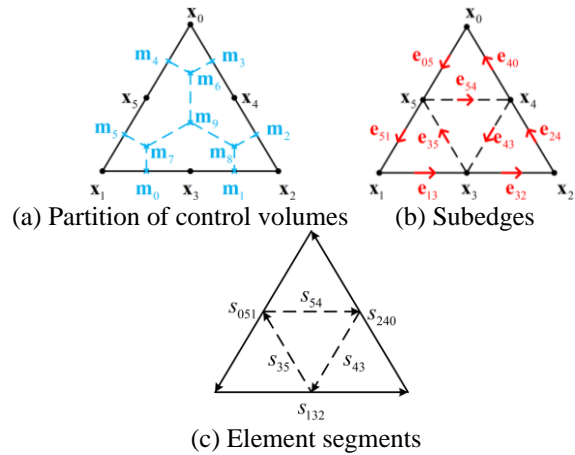 x₀
m₄ m₃
m₆
x₅ x₄
m₉
m₅ m₂
m₇ m₈
x₁ m₀ x₃ m₁ x₂
(a) Partition of control volumes
x₀
e₀₅ e₄₀
e₅₄
x₅ x₄
e₅₁ e₃₅ e₄₃ e₂₄
x₁ e₁₃ x₃ e₃₂ x₂
(b) Subedges
s₀₅₁ s₅₄ s₂₄₀
s₃₅ s₄₃
s₁₃₂
(c) Element segments